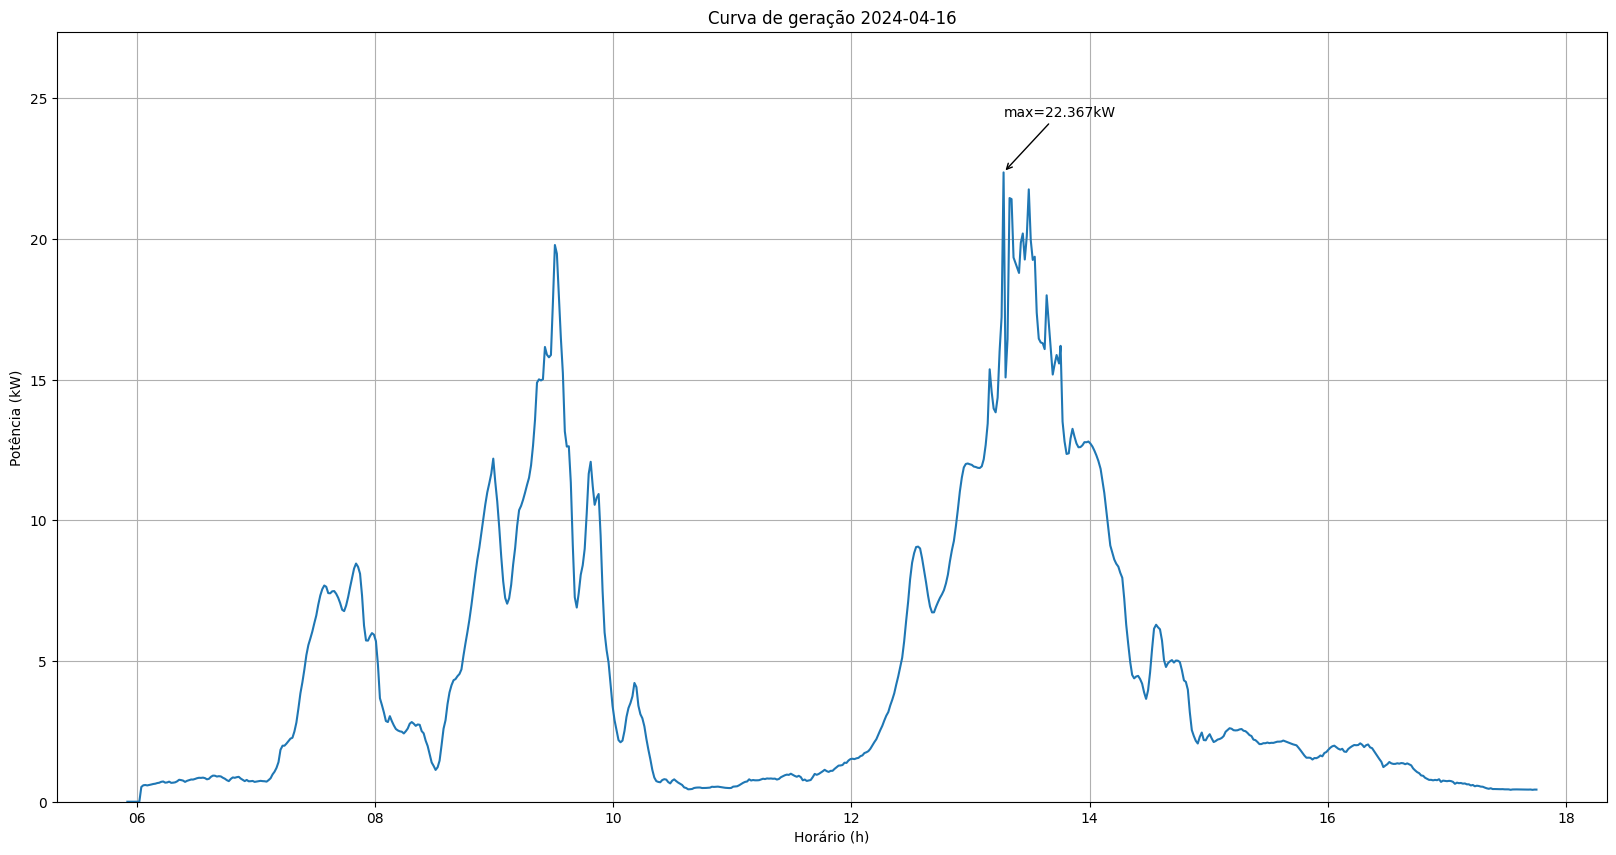 Curva de geração 2024-04-16
max=22.367kW
Potência (kW)
25
20
15
10
5
0
06 08 10 12 14 16 18
Horário (h)